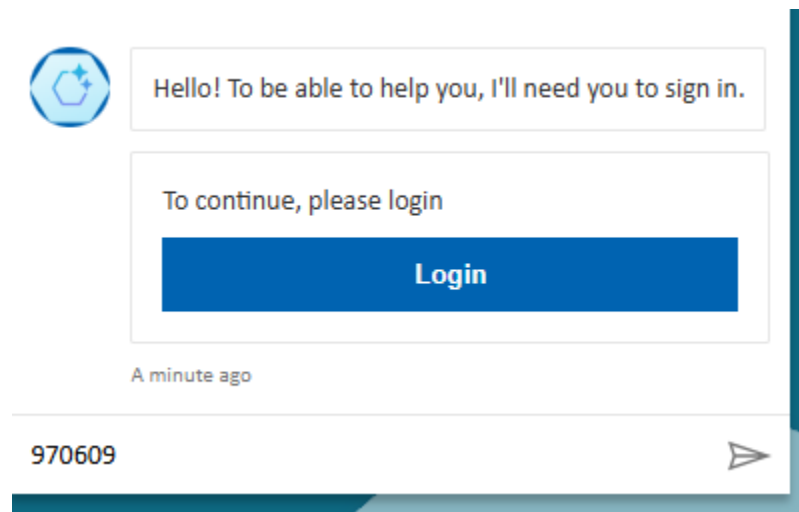 Hello! To be able to help you, I'll need you to sign in.
To continue, please login
Login
A minute ago
970609